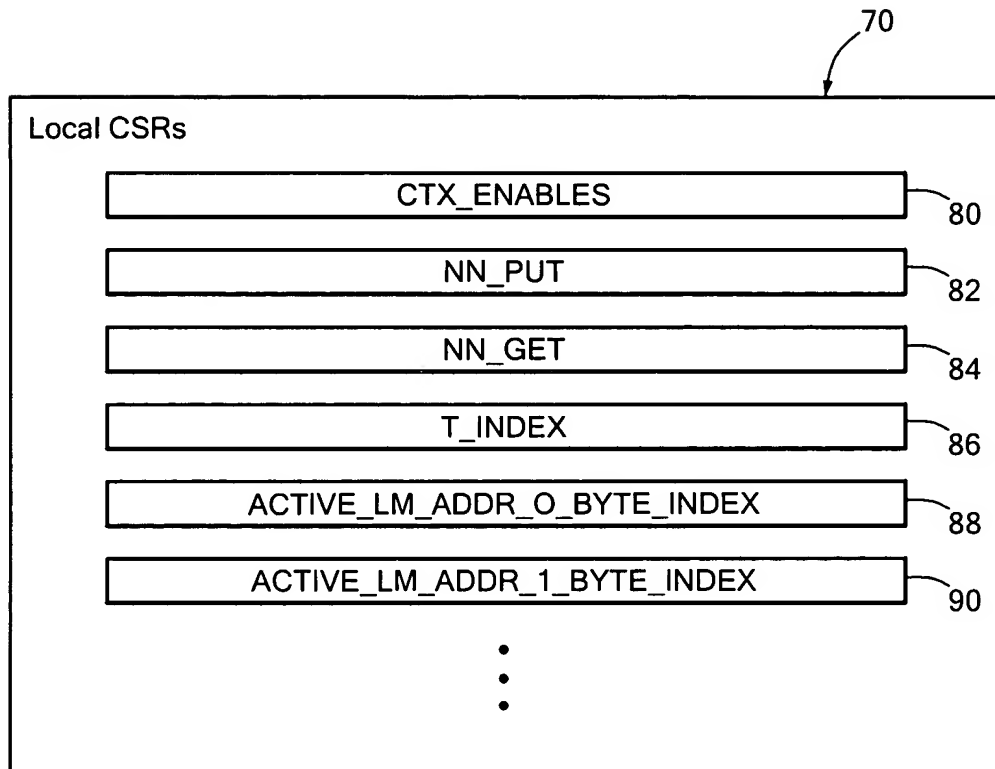 70
Local CSRs
CTX_ENABLES
80
NN_PUT
82
NN_GET
84
T_INDEX
86
ACTIVE_LM_ADDR_O_BYTE_INDEX
88
ACTIVE_LM_ADDR_1_BYTE_INDEX
90